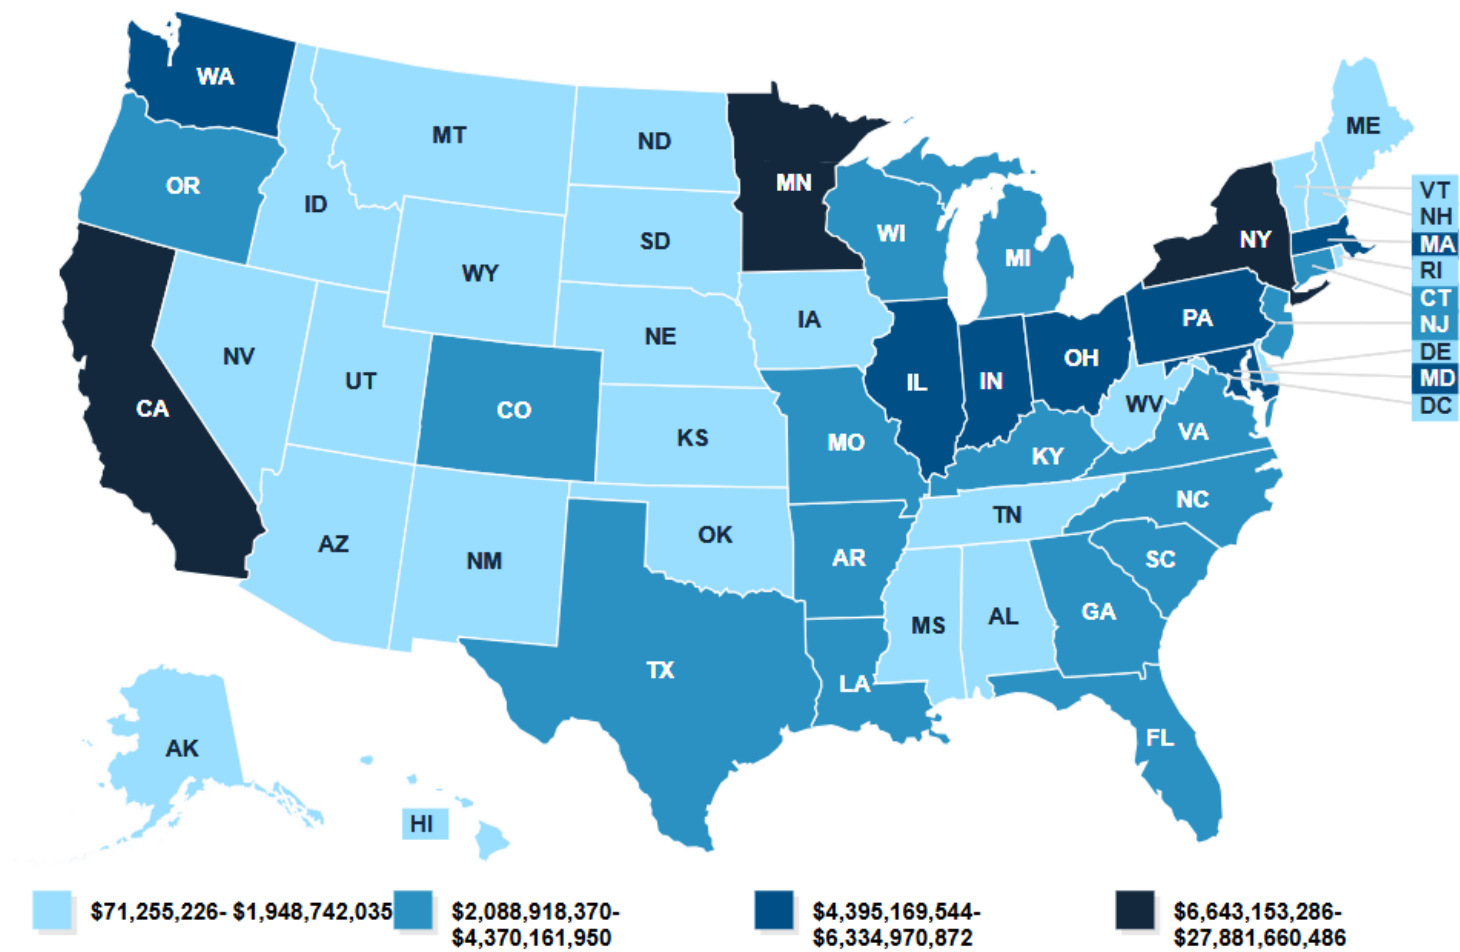 WA
MT
ND
MN
ME
OR
ID
SD
WI
MI
NY
VT
NH
MA
RI
CT
NJ
DE
MD
DC
WY
IA
NE
PA
NV
UT
CO
IL
IN
OH
CA
KS
MO
WV
KY
VA
AZ
NM
OK
TN
NC
AR
SC
MS
AL
GA
TX
LA
FL
AK
HI
$71,255,226- $1,948,742,035
$2,088,918,370-
$4,370,161,950
$4,395,169,544-
$6,334,970,872
$6,643,153,286-
$27,881,660,486